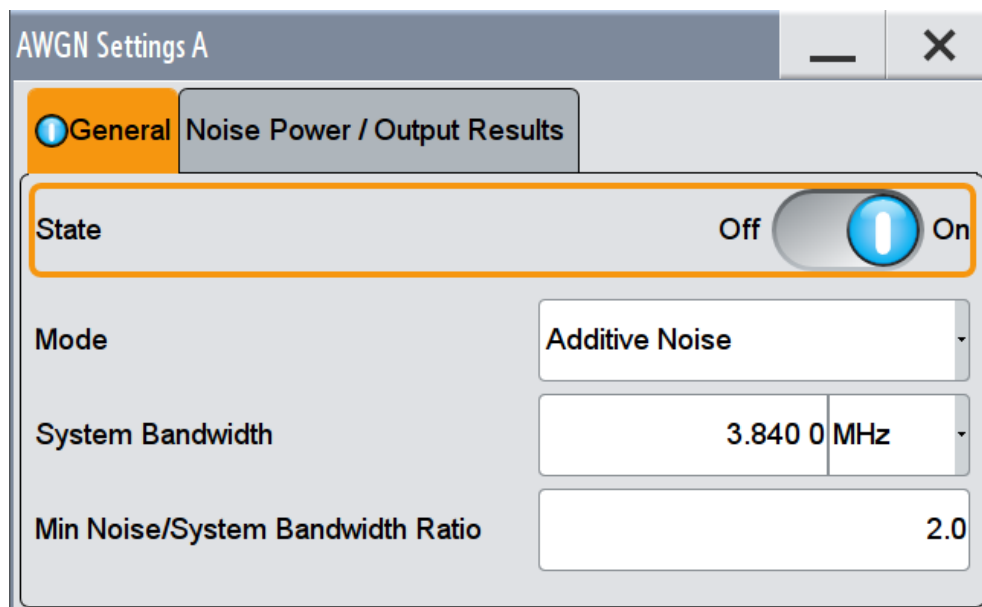 AWGN Settings A
General Noise Power / Output Results
State Off On
Mode Additive Noise
System Bandwidth 3.840 0 MHz
Min Noise/System Bandwidth Ratio 2.0